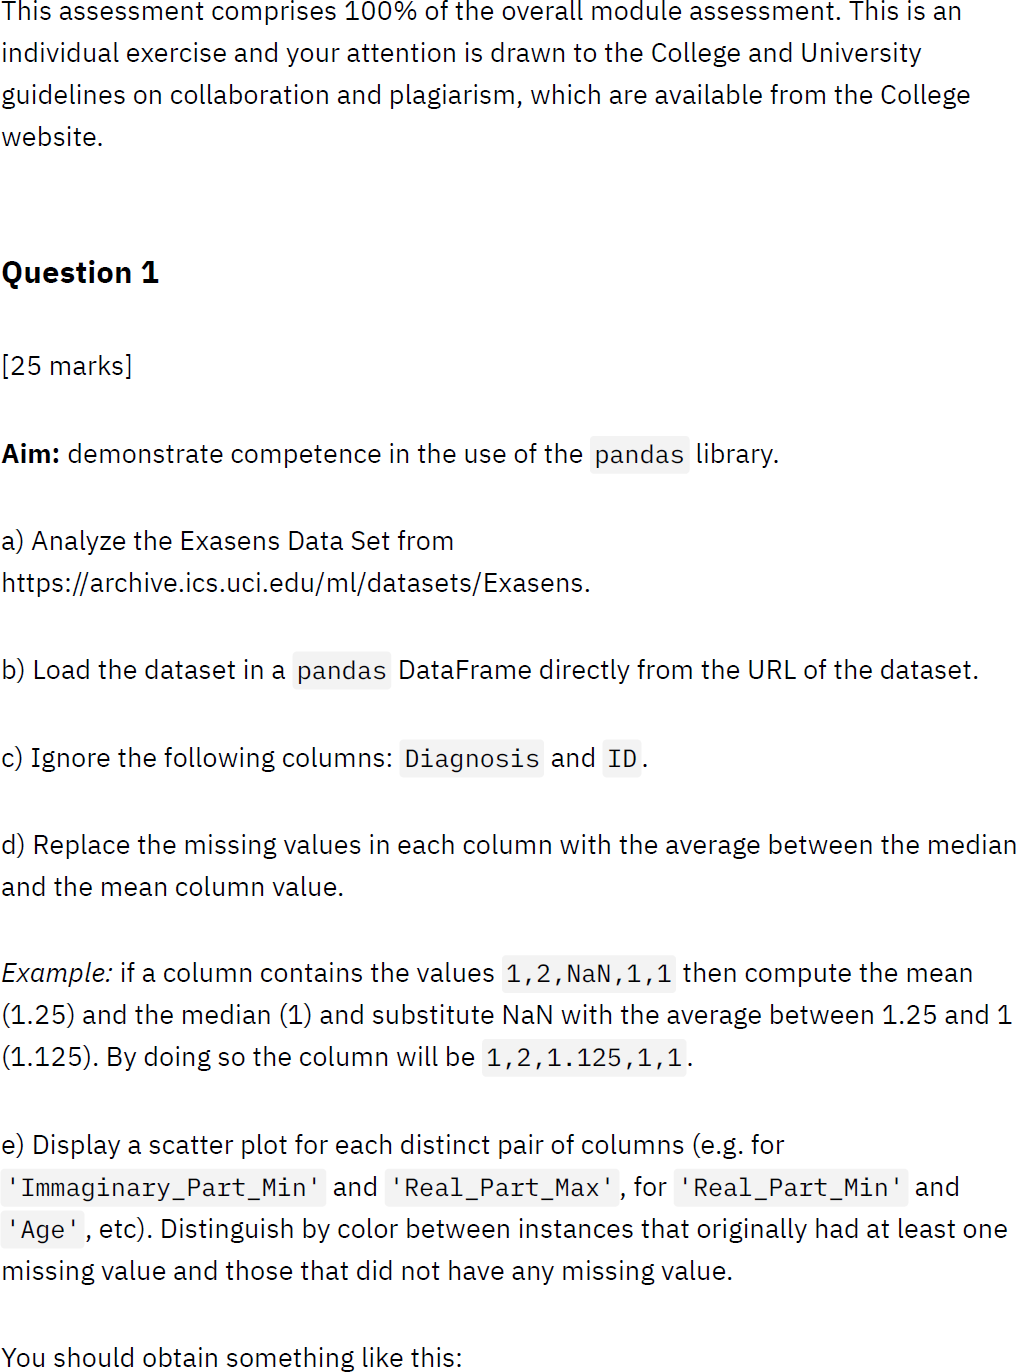 This assessment comprises 100% of the overall module assessment. This is an
individual exercise and your attention is drawn to the College and University
guidelines on collaboration and plagiarism, which are available from the College
website.
Question 1
[25 marks]
Aim: demonstrate competence in the use of the pandas library.
a) Analyze the Exasens Data Set from
https://archive.ics.uci.edu/ml/datasets/Exasens.
b) Load the dataset in a pandas DataFrame directly from the URL of the dataset.
c) Ignore the following columns: Diagnosis and ID.
d) Replace the missing values in each column with the average between the median
and the mean column value.
Example: if a column contains the values 1,2,NaN,1,1 then compute the mean
(1.25) and the median (1) and substitute NaN with the average between 1.25 and 1
(1.125). By doing so the column will be 1,2,1.125,1,1.
e) Display a scatter plot for each distinct pair of columns (e.g. for
'Immaginary_Part_Min' and 'Real_Part_Max', for 'Real_Part_Min' and
'Age', etc). Distinguish by color between instances that originally had at least one
missing value and those that did not have any missing value.
You should obtain something like this: